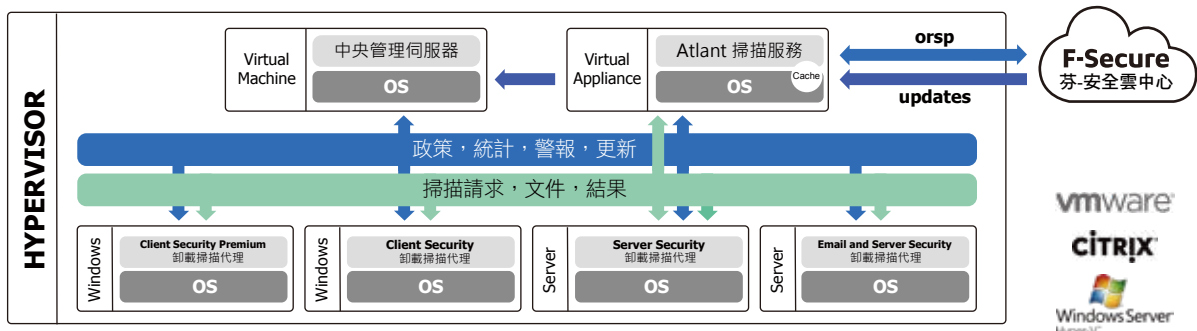 HYPERVISOR
Virtual
Machine
中央管理伺服器
OS
Virtual
Appliance
Atlant 掃描服務
Cache
OS
orsp
updates
F-Secure
芬-安全雲中心
政策，統計，警報，更新
掃描請求，文件，結果
Windows
Client Security Premium
卸載掃描代理
OS
Windows
Client Security
卸載掃描代理
OS
Server
Server Security
卸載掃描代理
OS
Server
Email and Server Security
卸載掃描代理
OS
vmware
CITRIX
Windows Server